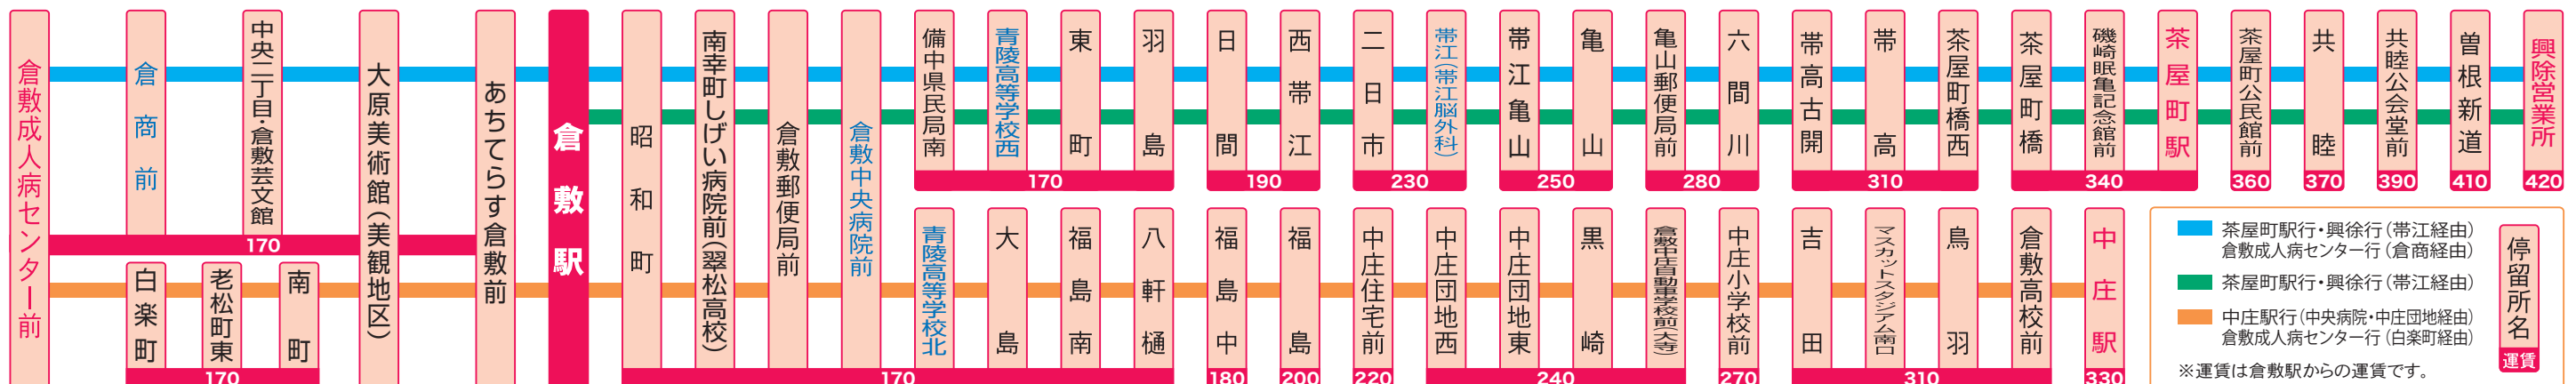 倉敷成人病センター前
倉商前
中央二丁目・倉敷芸文館
大原美術館(美観地区)
あちてらす倉敷前
170
白楽町
老松町東
南町
170
倉敷駅
昭和町
南幸町しげい病院前(翠松高校)
倉敷郵便局前
倉敷中央病院前
備中県民局南
青陵高等学校西
東町
羽島
170
日間
西帯江
190
二日市
帯江(帯江脳外科)
230
帯江亀山
亀山
250
亀山郵便局前
六間川
280
帯高古開
帯高
茶屋町橋西
310
茶屋町橋
磯崎眠亀記念館前
茶屋町駅
340
茶屋町公民館前
360
共睦
370
共睦公会堂前
390
曽根新道
410
興除営業所
420
青陵高等学校北
大島
福島南
八軒樋
170
福島中
180
福島
200
中庄住宅前
220
中庄団地西
中庄団地東
黒崎
倉敷中庄自動車学校前(大寺)
240
中庄小学校前
270
吉田
マスカットスタジアム南口
鳥羽
倉敷高校前
310
中庄駅
330
茶屋町駅行・興徐行(帯江経由)
倉敷成人病センター行(倉商経由)
茶屋町駅行・興徐行(帯江経由)
中庄駅行(中央病院・中庄団地経由)
倉敷成人病センター行(白楽町経由)
※運賃は倉敷駅からの運賃です。
停留所名
運賃